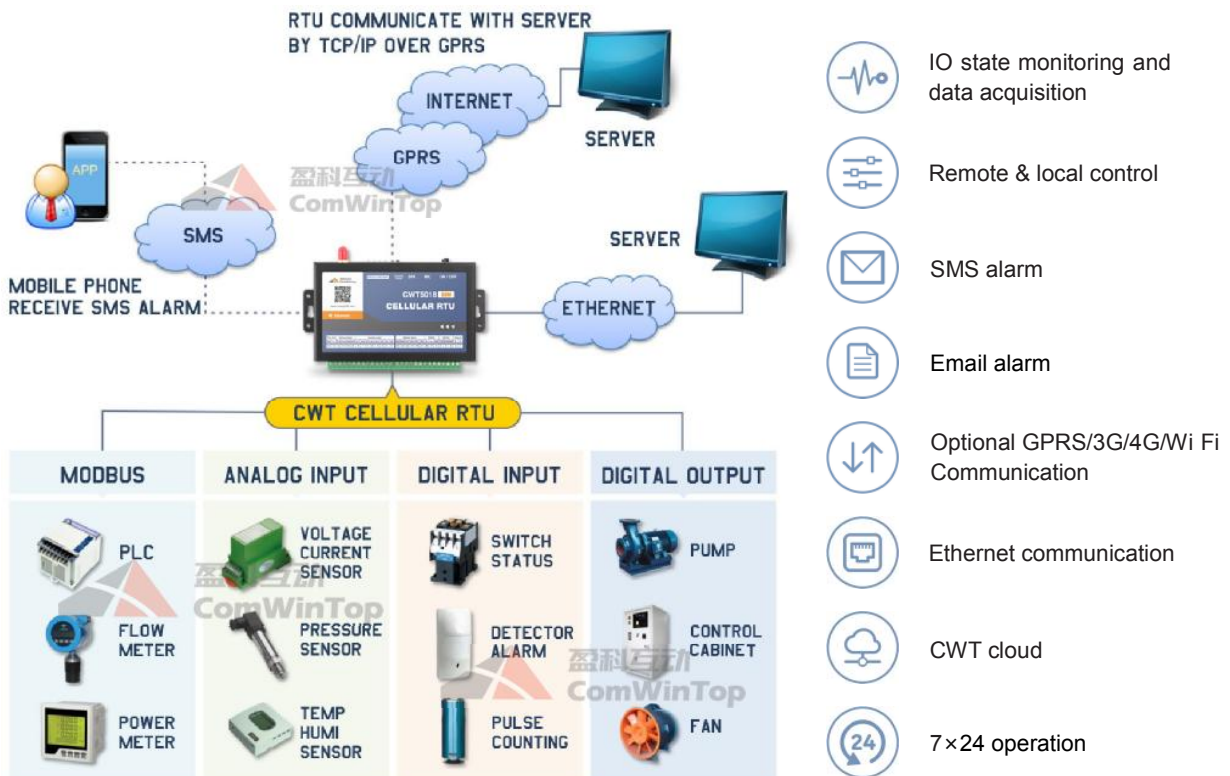 RTU COMMUNICATE WITH SERVER
BY TCP/IP OVER GPRS
INTERNET
GPRS
SERVER
APP
SMS
盈科互动
ComWinTop
MOBILE PHONE
RECEIVE SMS ALARM
SERVER
ETHERNET
CWT5018
CELLULAR RTU
CWT CELLULAR RTU
MODBUS
PLC
FLOW
METER
POWER
METER
ANALOG INPUT
VOLTAGE
CURRENT
SENSOR
PRESSURE
SENSOR
TEMP
HUMI
SENSOR
盈科互动
ComWinTop
DIGITAL INPUT
SWITCH
STATUS
DETECTOR
ALARM
PULSE
COUNTING
DIGITAL OUTPUT
PUMP
CONTROL
CABINET
FAN
盈科互动
ComWinTop
IO state monitoring and
data acquisition
Remote & local control
SMS alarm
Email alarm
Optional GPRS/3G/4G/Wi Fi
Communication
Ethernet communication
CWT cloud
24
7×24 operation